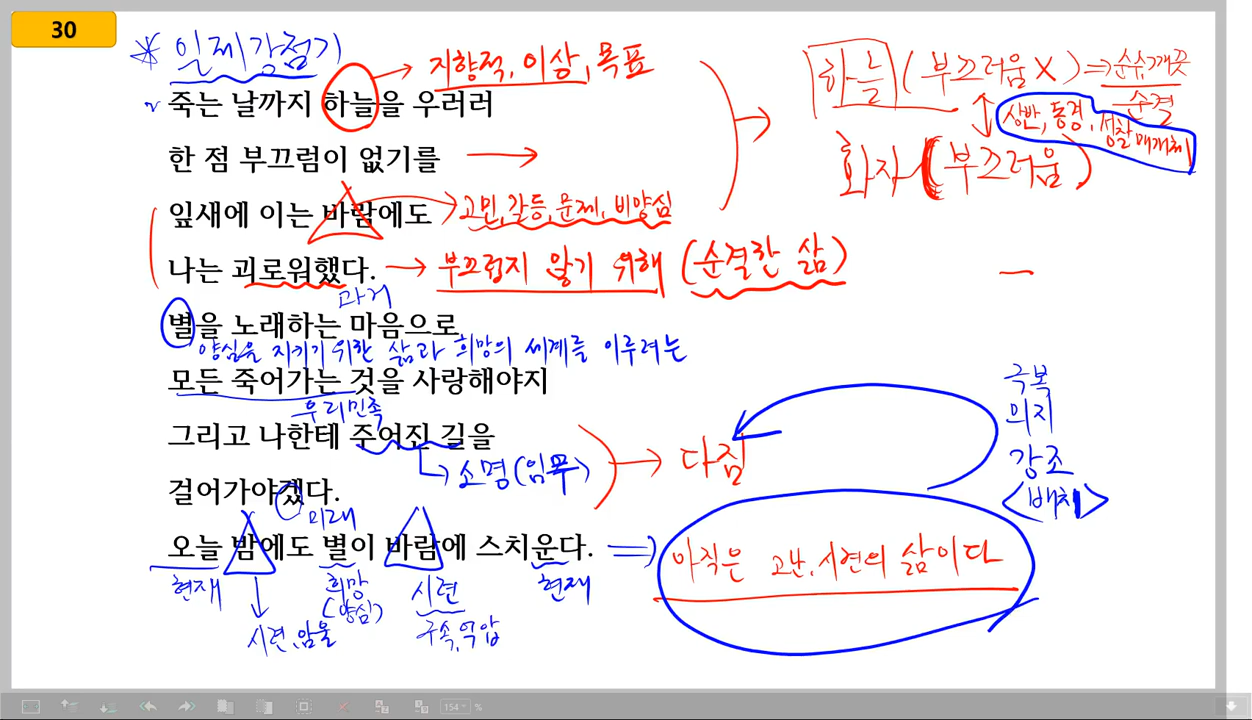 30
*일제강점기
지향적, 이상, 목표
하늘 (부끄러움 X) ⇒ 순수, 깨끗
순결
죽는 날까지 하늘을 우러러
상반, 동경, 성찰 매개체
한 점 부끄럼이 없기를
화자 (부끄러움)
잎새에 이는 바람에도
고민, 갈등, 문제, 비양심
나는 괴로워했다.
부끄럽지 않기 위해 (순결한 삶)
과거
별을 노래하는 마음으로
양심을 지키기 위한 삶과 희망의 세계를 이루려는
모든 죽어가는 것을 사랑해야지
우리민족
그리고 나한테 주어진 길을
소명(임무)
다짐
극복
의지
강조
<배치>
걸어가야겠다.
미래
오늘 밤에도 별이 바람에 스치운다.
아직은 고난, 시련의 삶이다
현재
희망
(양심)
시련
현재
시련, 암울
구속, 억압
154 %